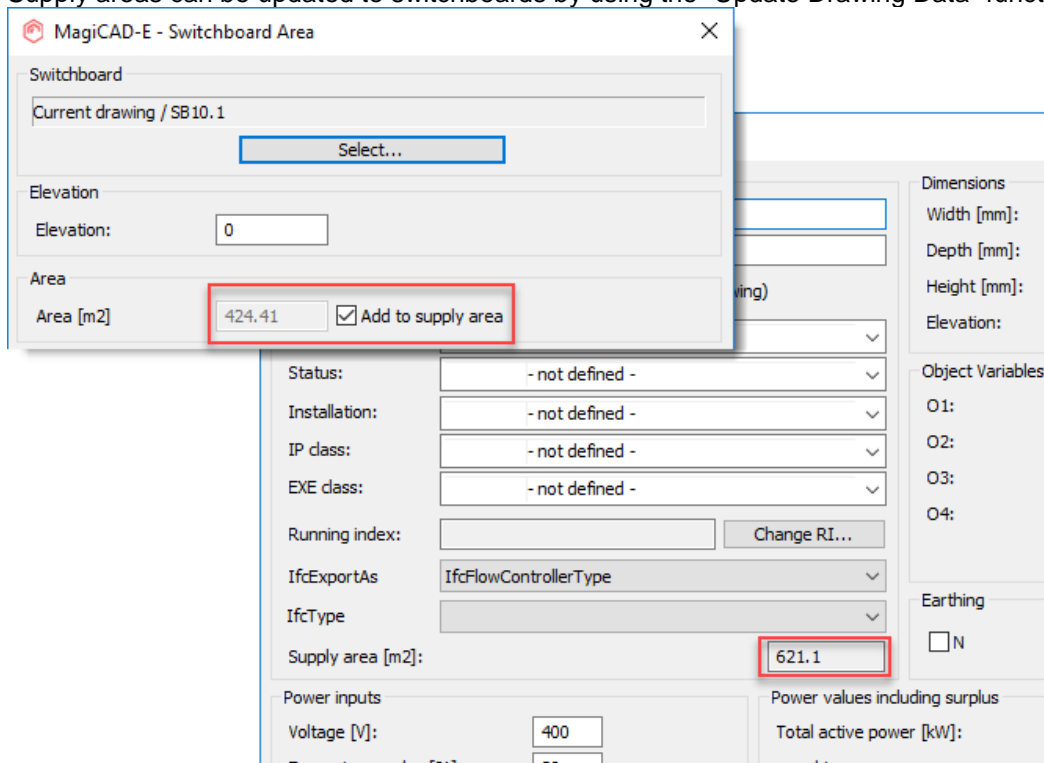 Supply areas can be updated to switchboards by using the "Update Drawing Data" funct
MagiCAD-E - Switchboard Area
Switchboard
Current drawing / SB10.1
Select...
Elevation
Elevation: 0
Area
Area [m2] 424.41 Add to supply area
wing)
Status: - not defined -
Installation: - not defined -
IP class: - not defined -
EXE class: - not defined -
Running index: Change RI...
IfcExportAs IfcFlowControllerType
IfcType
Supply area [m2]: 621.1
Power inputs
Voltage [V]: 400
Dimensions
Width [mm]:
Depth [mm]:
Height [mm]:
Elevation:
Object Variables
O1:
O2:
O3:
O4:
Earthing
N
Power values including surplus
Total active power [kW]: